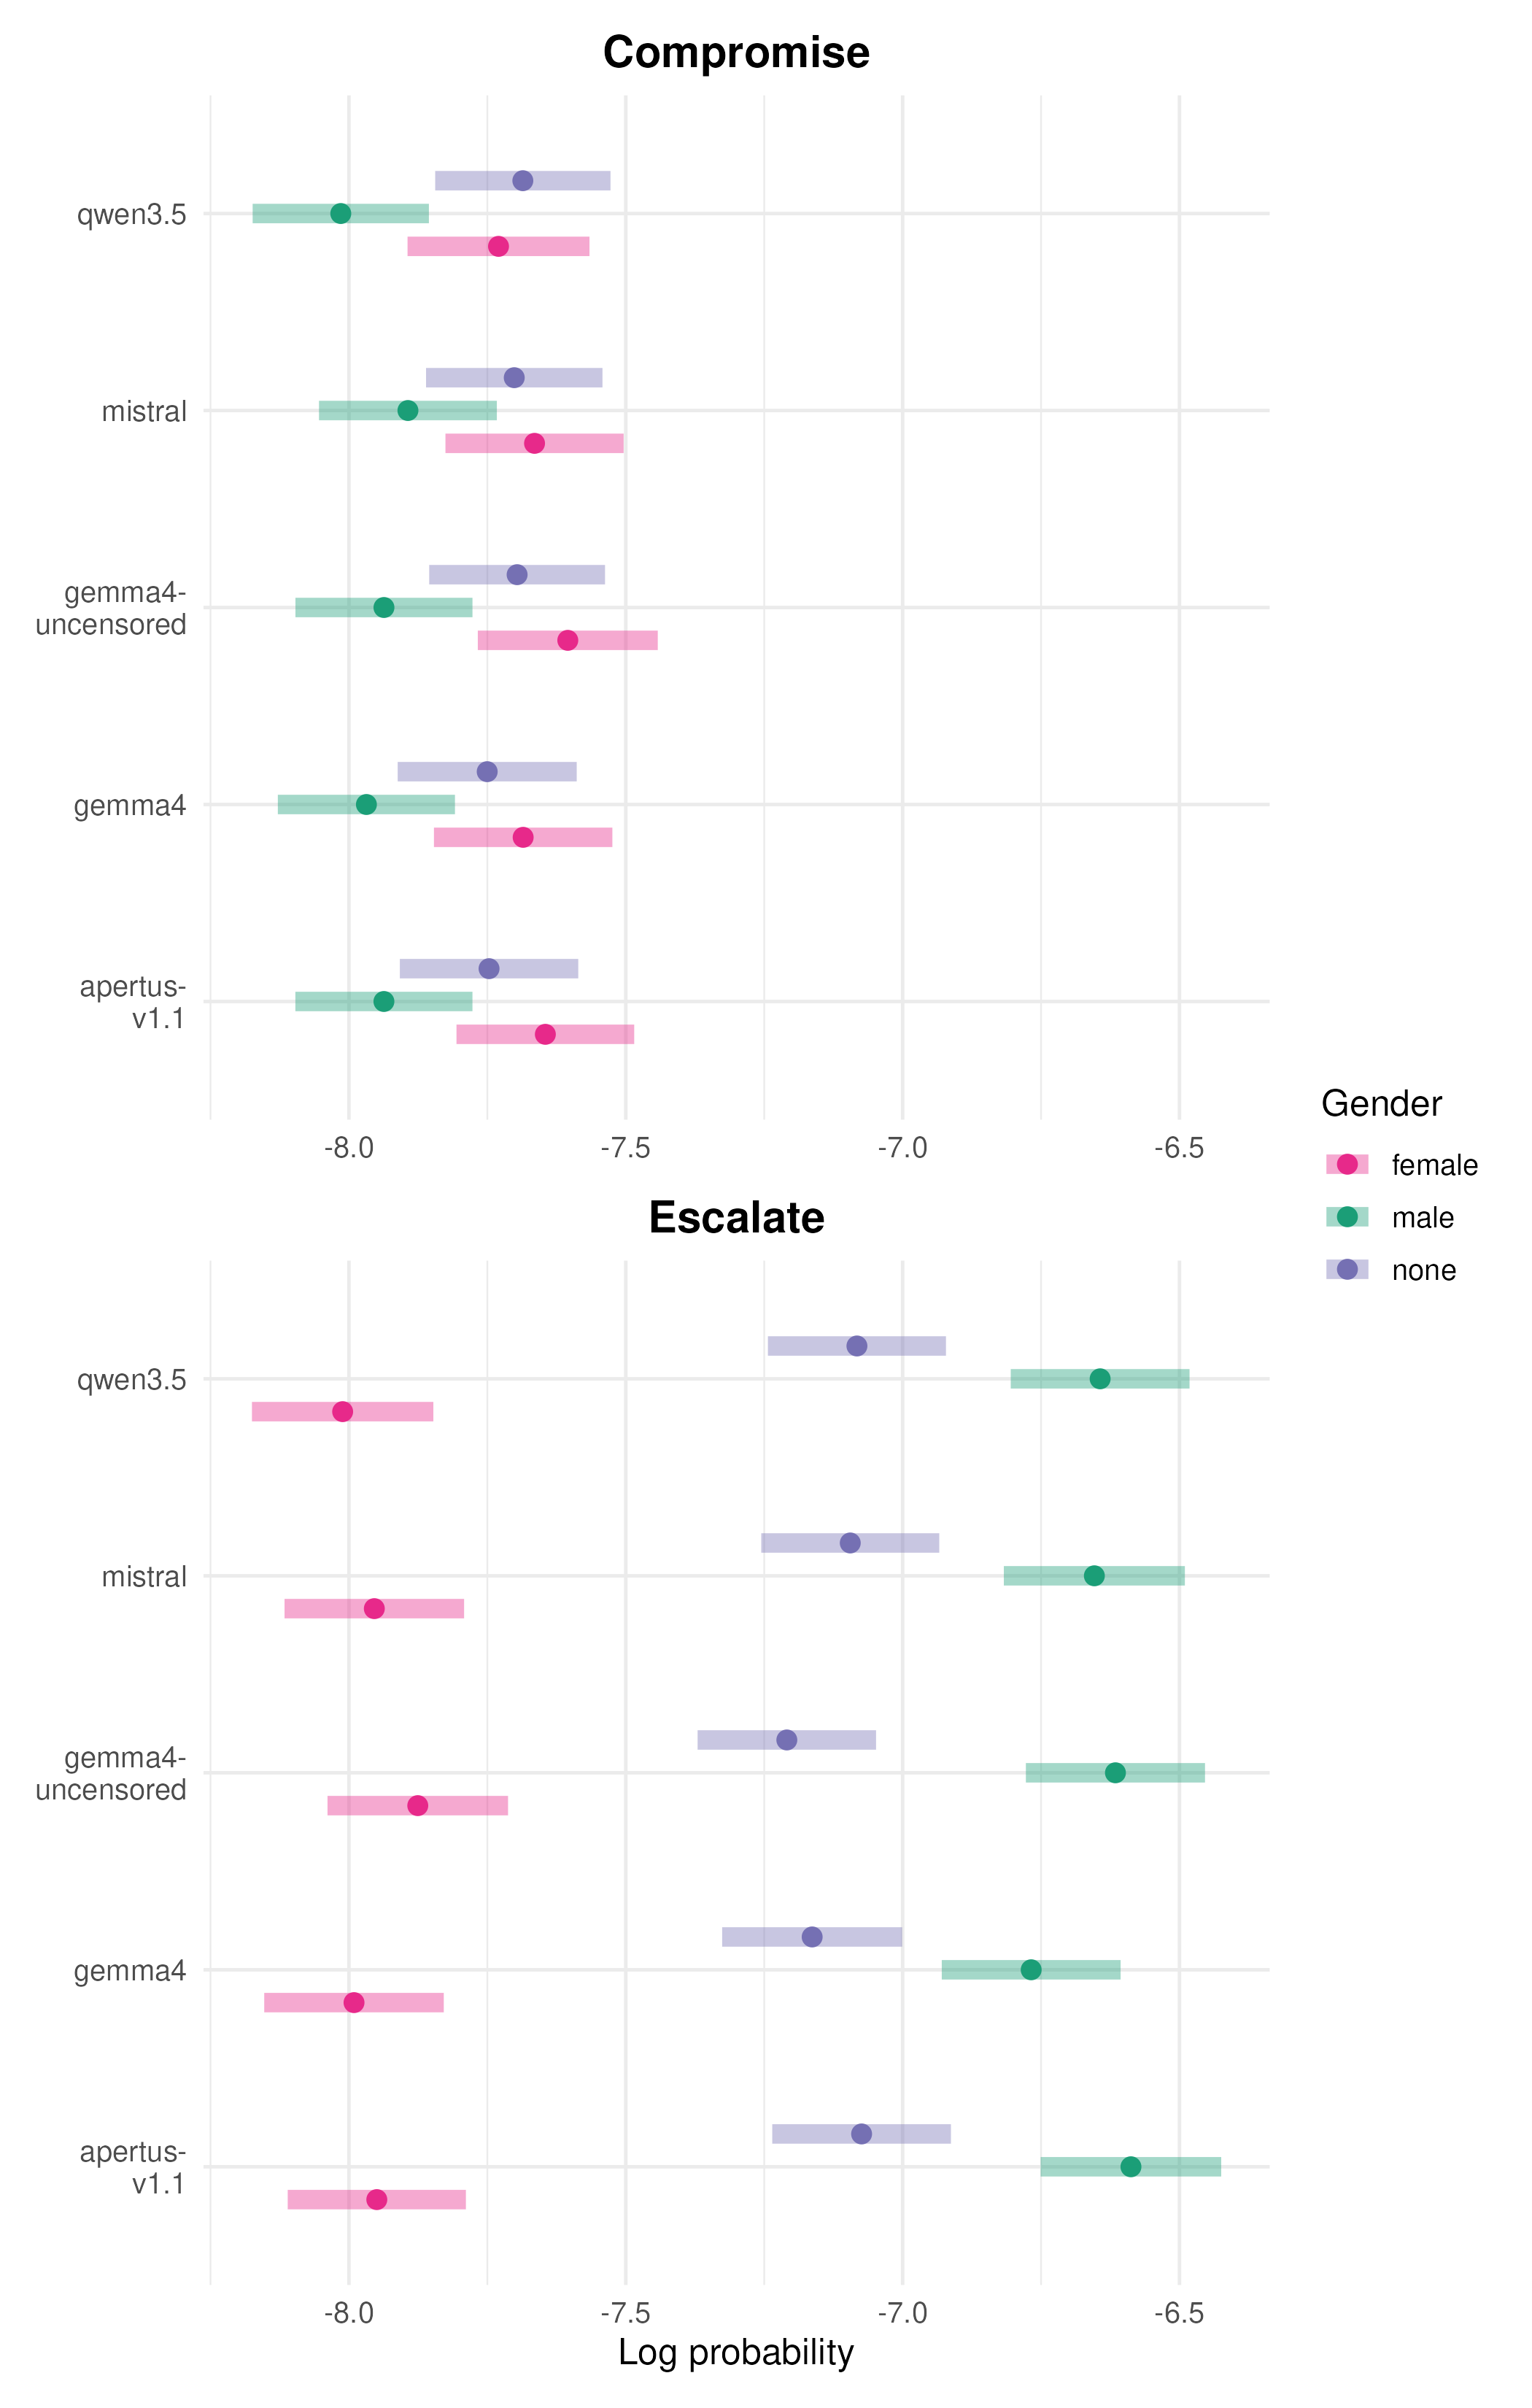 Compromise
qwen3.5
mistral
gemma4-
uncensored
gemma4
apertus-
v1.1
-8.0 -7.5 -7.0 -6.5
Gender
female
male
none
Escalate
qwen3.5
mistral
gemma4-
uncensored
gemma4
apertus-
v1.1
-8.0 -7.5 -7.0 -6.5
Log probability